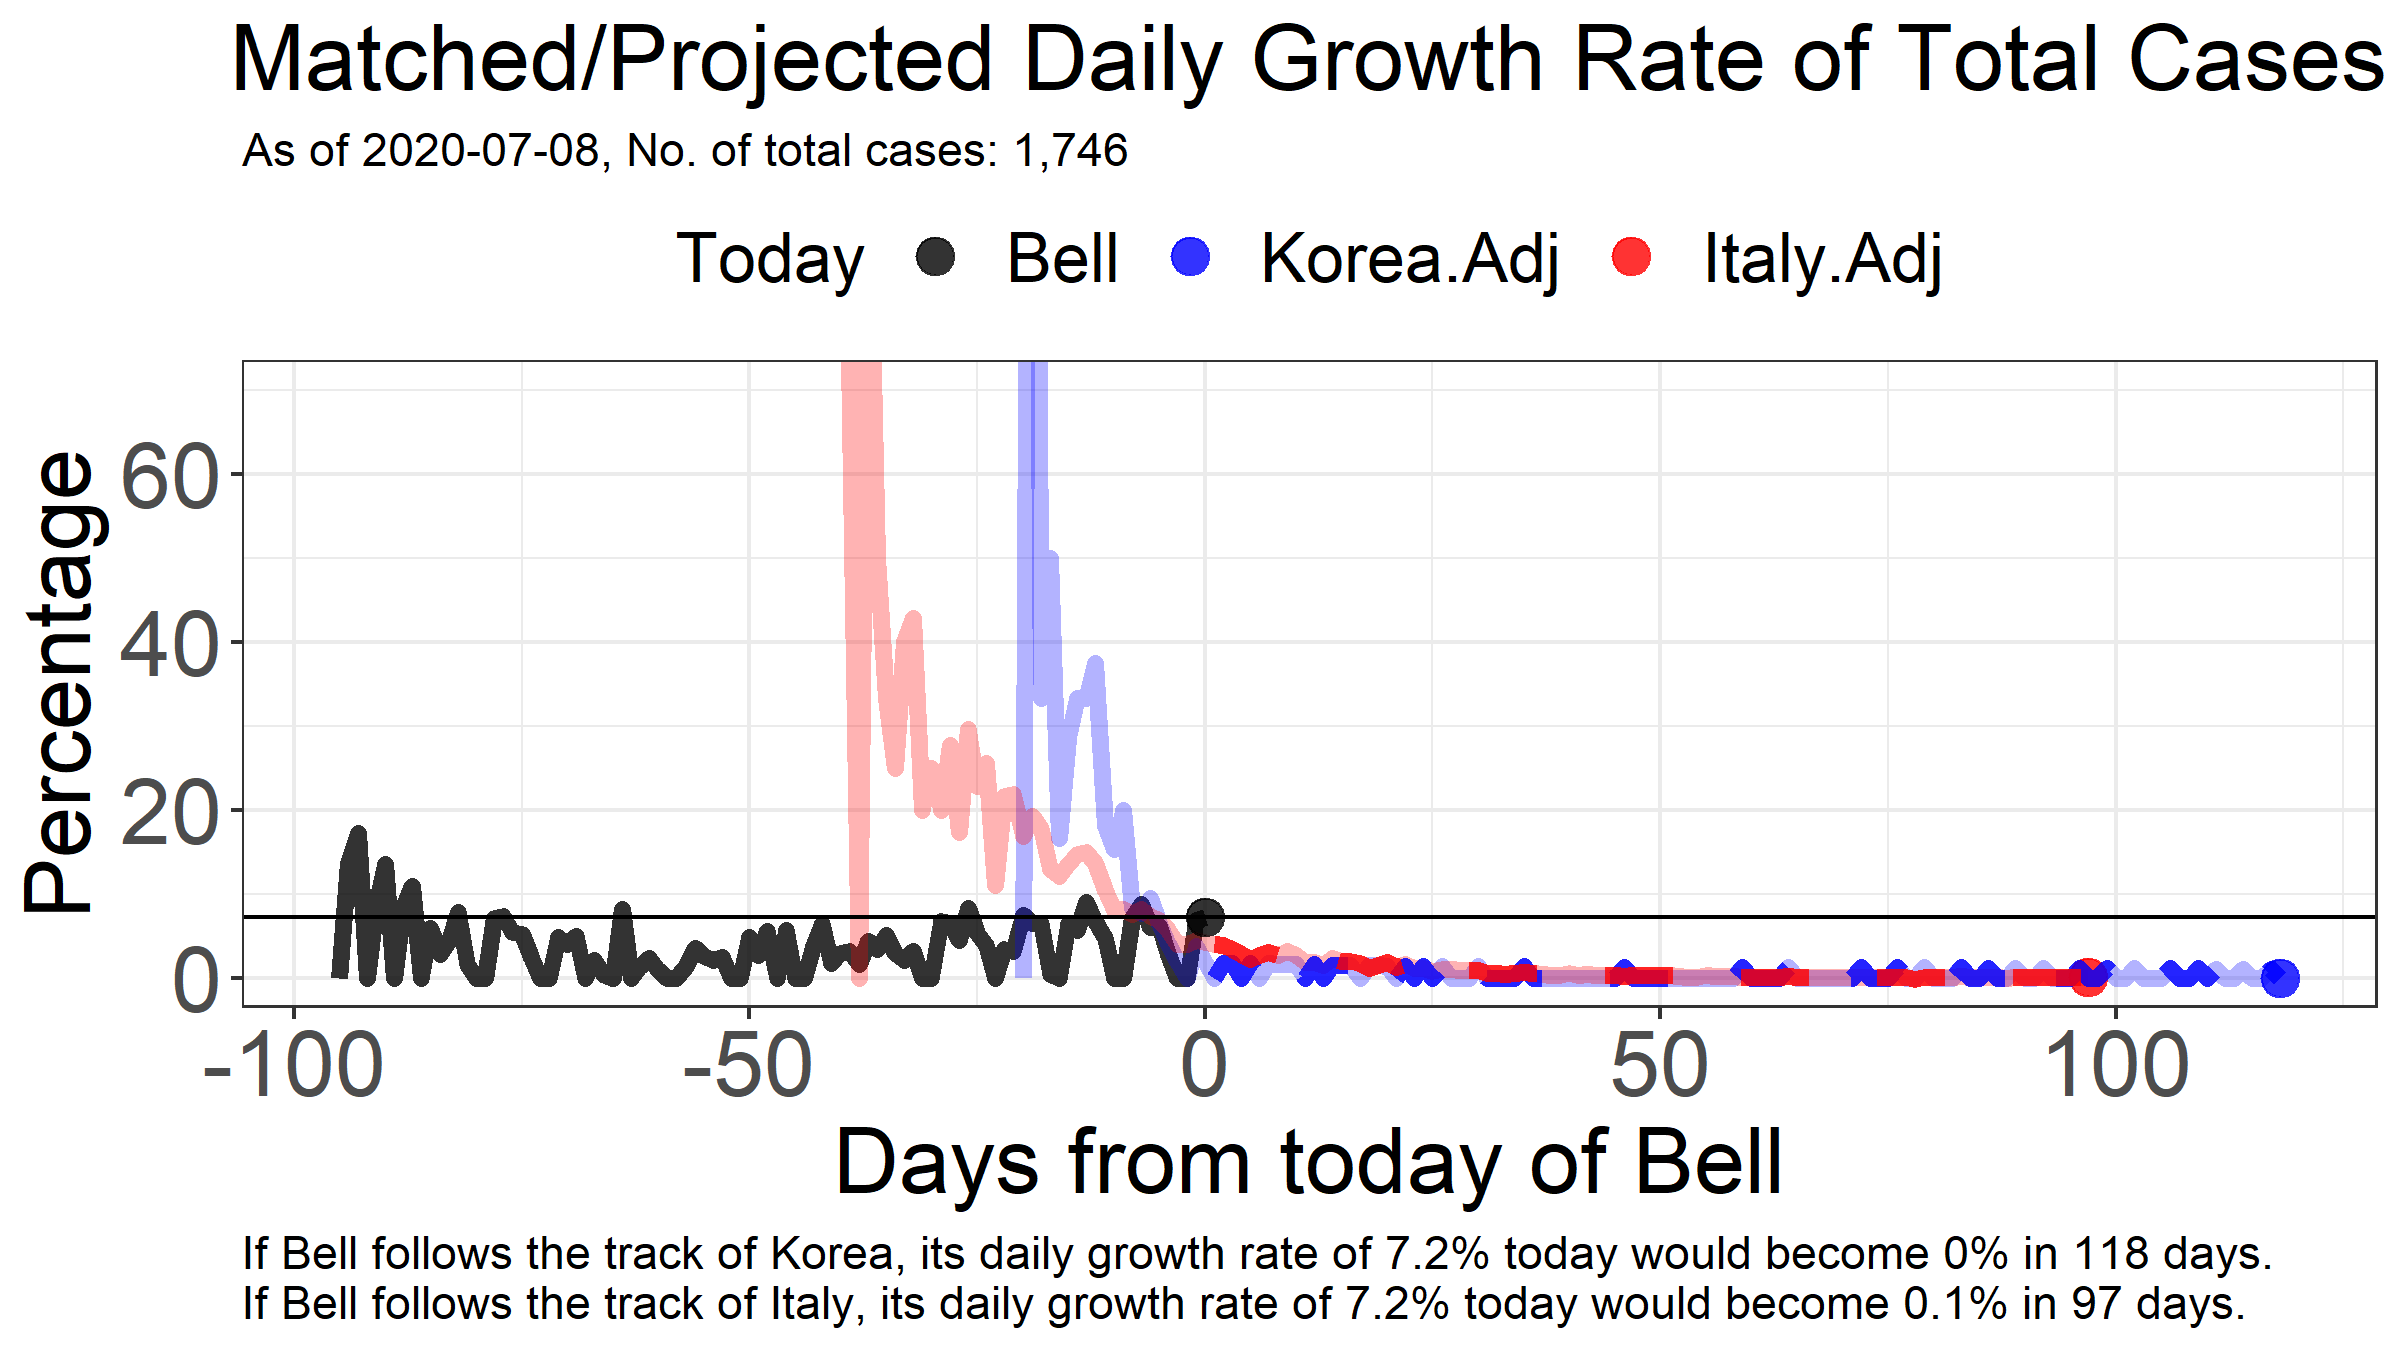 Matched/Projected Daily Growth Rate of Total Cases
As of 2020-07-08, No. of total cases: 1,746
Today Bell Korea.Adj Italy.Adj
Percentage
60
40
20
0
-100 -50 0 50 100
Days from today of Bell
If Bell follows the track of Korea, its daily growth rate of 7.2% today would become 0% in 118 days.
If Bell follows the track of Italy, its daily growth rate of 7.2% today would become 0.1% in 97 days.